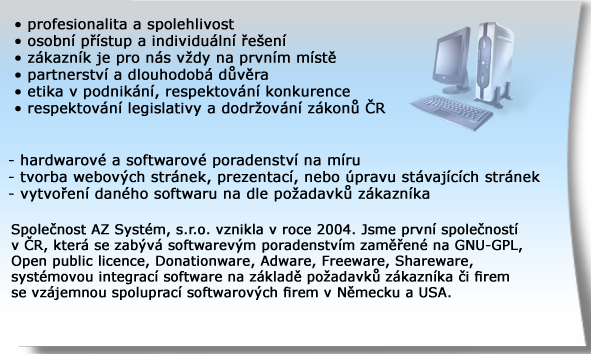 • profesionalita a spolehlivost
• osobní přístup a individuální řešení
• zákazník je pro nás vždy na prvním místě
• partnerství a dlouhodobá důvěra
• etika v podnikání, respektování konkurence
• respektování legislativy a dodržování zákonů ČR
- hardwarové a softwarové poradenství na míru
- tvorba webových stránek, prezentací, nebo úpravu stávajících stránek
- vytvoření daného softwaru na dle požadavků zákazníka
Společnost AZ Systém, s.r.o. vznikla v roce 2004. Jsme první společností
v ČR, která se zabývá softwarevým poradenstvím zaměřené na GNU-GPL,
Open public licence, Donationware, Adware, Freeware, Shareware,
systémovou integrací software na základě požadavků zákazníka či firem
se vzájemnou spoluprací softwarových firem v Německu a USA.